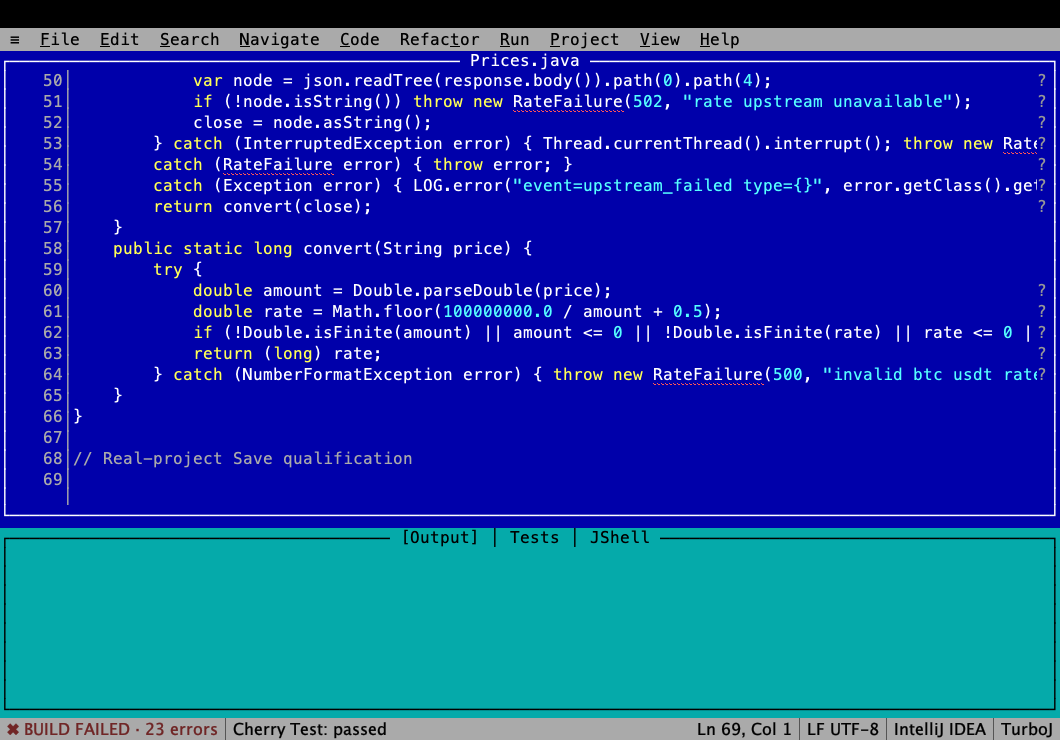 ≡ File Edit Search Navigate Code Refactor Run Project View Help
Prices.java
50 var node = json.readTree(response.body()).path(0).path(4); ?
51 if (!node.isString()) throw new RateFailure(502, "rate upstream unavailable"); ?
52 close = node.asString(); ?
53 } catch (InterruptedException error) { Thread.currentThread().interrupt(); throw new Rate?
54 catch (RateFailure error) { throw error; } ?
55 catch (Exception error) { LOG.error("event=upstream_failed type={}", error.getClass().get?
56 return convert(close); ?
57 }
58 public static long convert(String price) {
59 try {
60 double amount = Double.parseDouble(price); ?
61 double rate = Math.floor(100000000.0 / amount + 0.5); ?
62 if (!Double.isFinite(amount) || amount <= 0 || !Double.isFinite(rate) || rate <= 0 | ?
63 return (long) rate; ?
64 } catch (NumberFormatException error) { throw new RateFailure(500, "invalid btc usdt rate?
65 }
66 }
67
68 // Real-project Save qualification
69
[Output] | Tests | JShell
✖ BUILD FAILED · 23 errors Cherry Test: passed Ln 69, Col 1 LF UTF-8 IntelliJ IDEA TurboJ